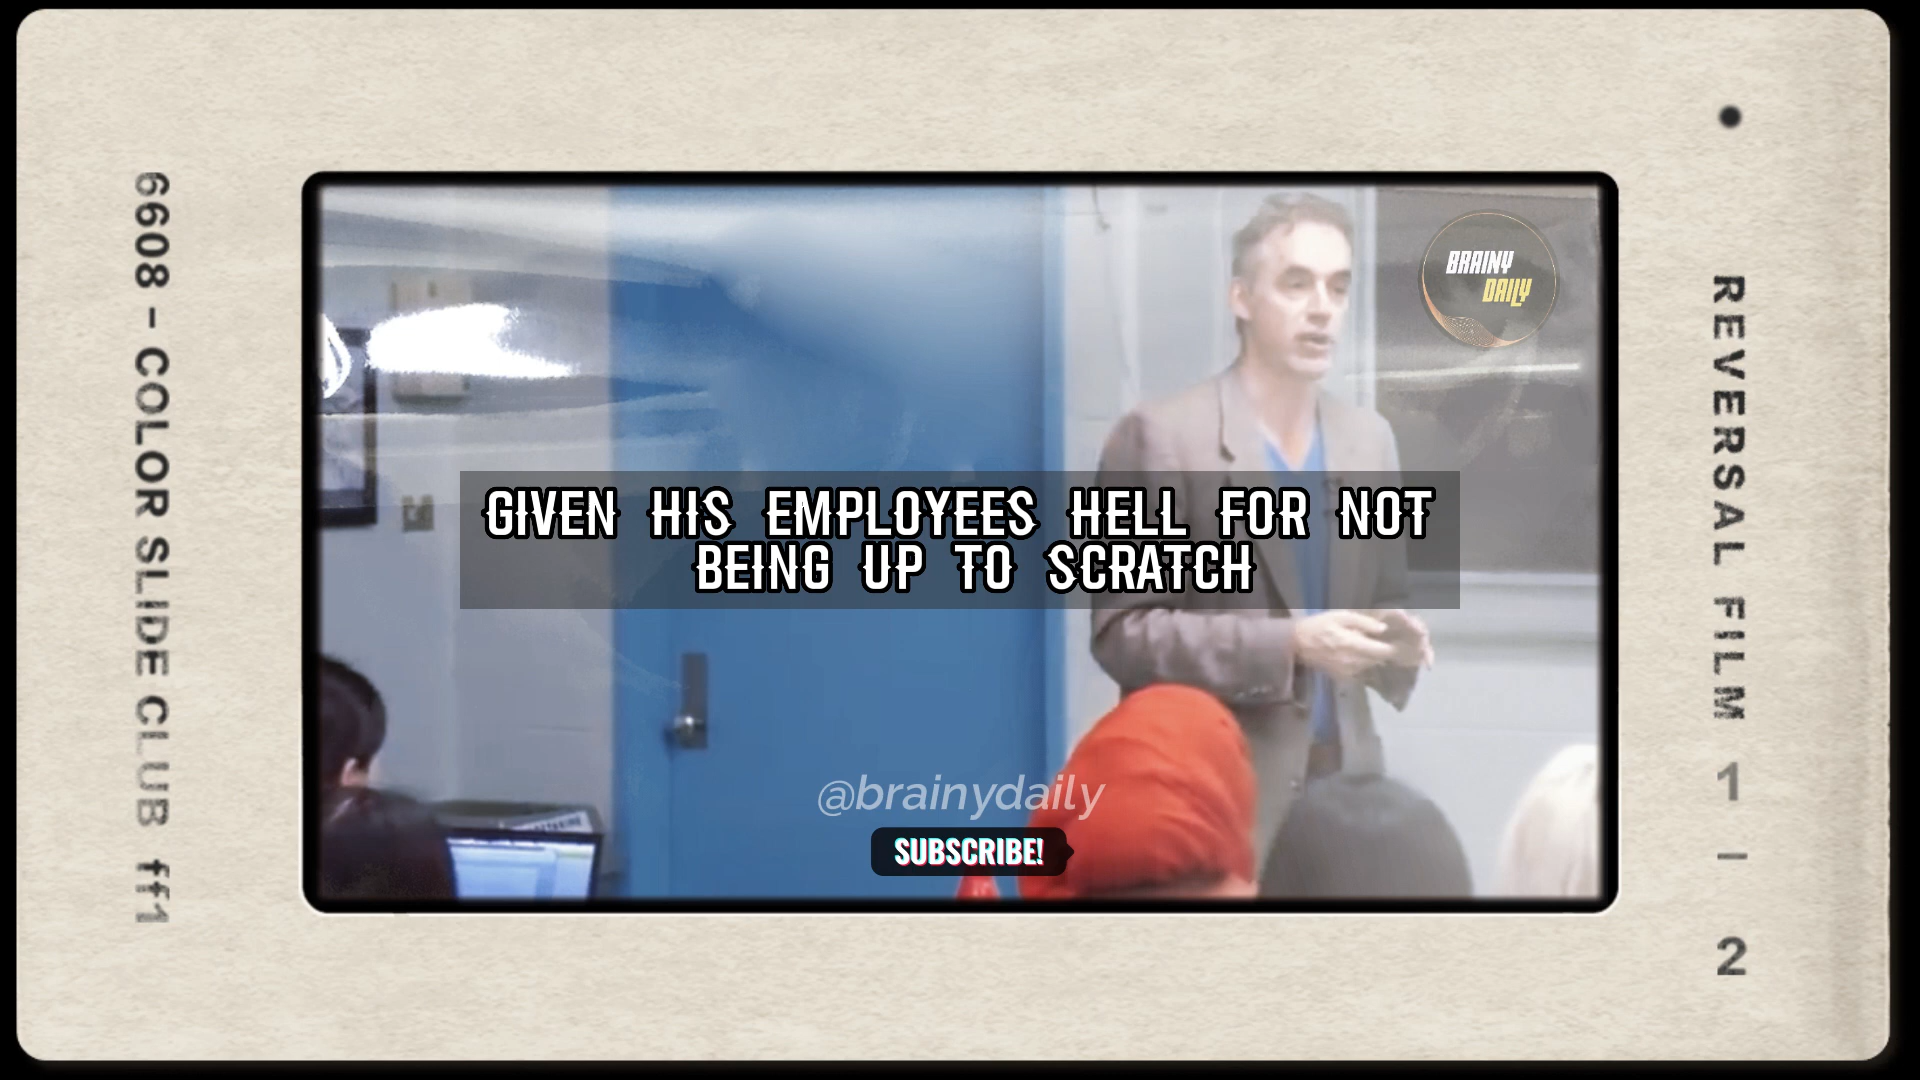 6608 - COLOR SLIDE CLUB ff1
BRAINY
DAILY
GIVEN HIS EMPLOYEES HELL FOR NOT
BEING UP TO SCRATCH
@brainydaily
SUBSCRIBE!
REVERSAL FILM 1 - 2